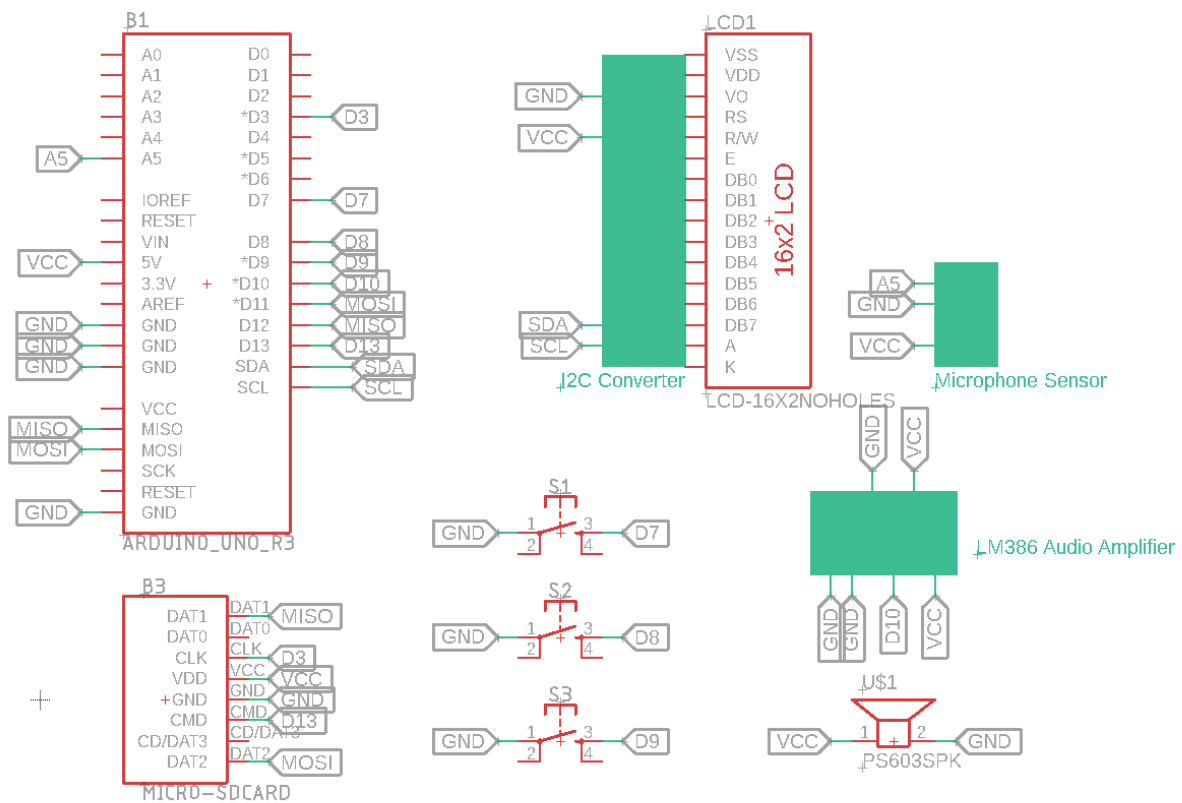 B1
A0 D0
A1 D1
A2 D2
A3 *D3 D3
A4 D4
A5 A5 *D5
*D6
IOREF D7 D7
RESET
VIN D8 D8
VCC 5V *D9 D9
3.3V *D10 D10
AREF *D11 MOSI
GND GND D12 MISO
GND GND D13 D13
GND GND SDA SDA
SCL SCL
VCC
MISO MISO
MOSI MOSI
SCK
RESET
GND GND
ARDUINO_UNO_R3
LCD1
VSS
VDD
GND VO
RS
VCC R/W
E
DB0
DB1
DB2
DB3
DB4
DB5
DB6
SDA DB7
SCL A
K
16x2 LCD
I2C Converter
LCD-16X2NOHOLES
A5
GND
VCC
Microphone Sensor
GND VCC
LM386 Audio Amplifier
GND GND D10 VCC
S1
GND 1 3 D7
2 4
S2
GND 1 3 D8
2 4
S3
GND 1 3 D9
2 4
B3
DAT1 DAT1 MISO
DAT0 DAT0
CLK CLK D3
VDD VCC VCC
GND GND GND
CMD CMD D13
CD/DAT3 CD/DAT3
DAT2 DAT2 MOSI
MICRO-SDCARD
U$1
VCC 1 2 GND
PS603SPK